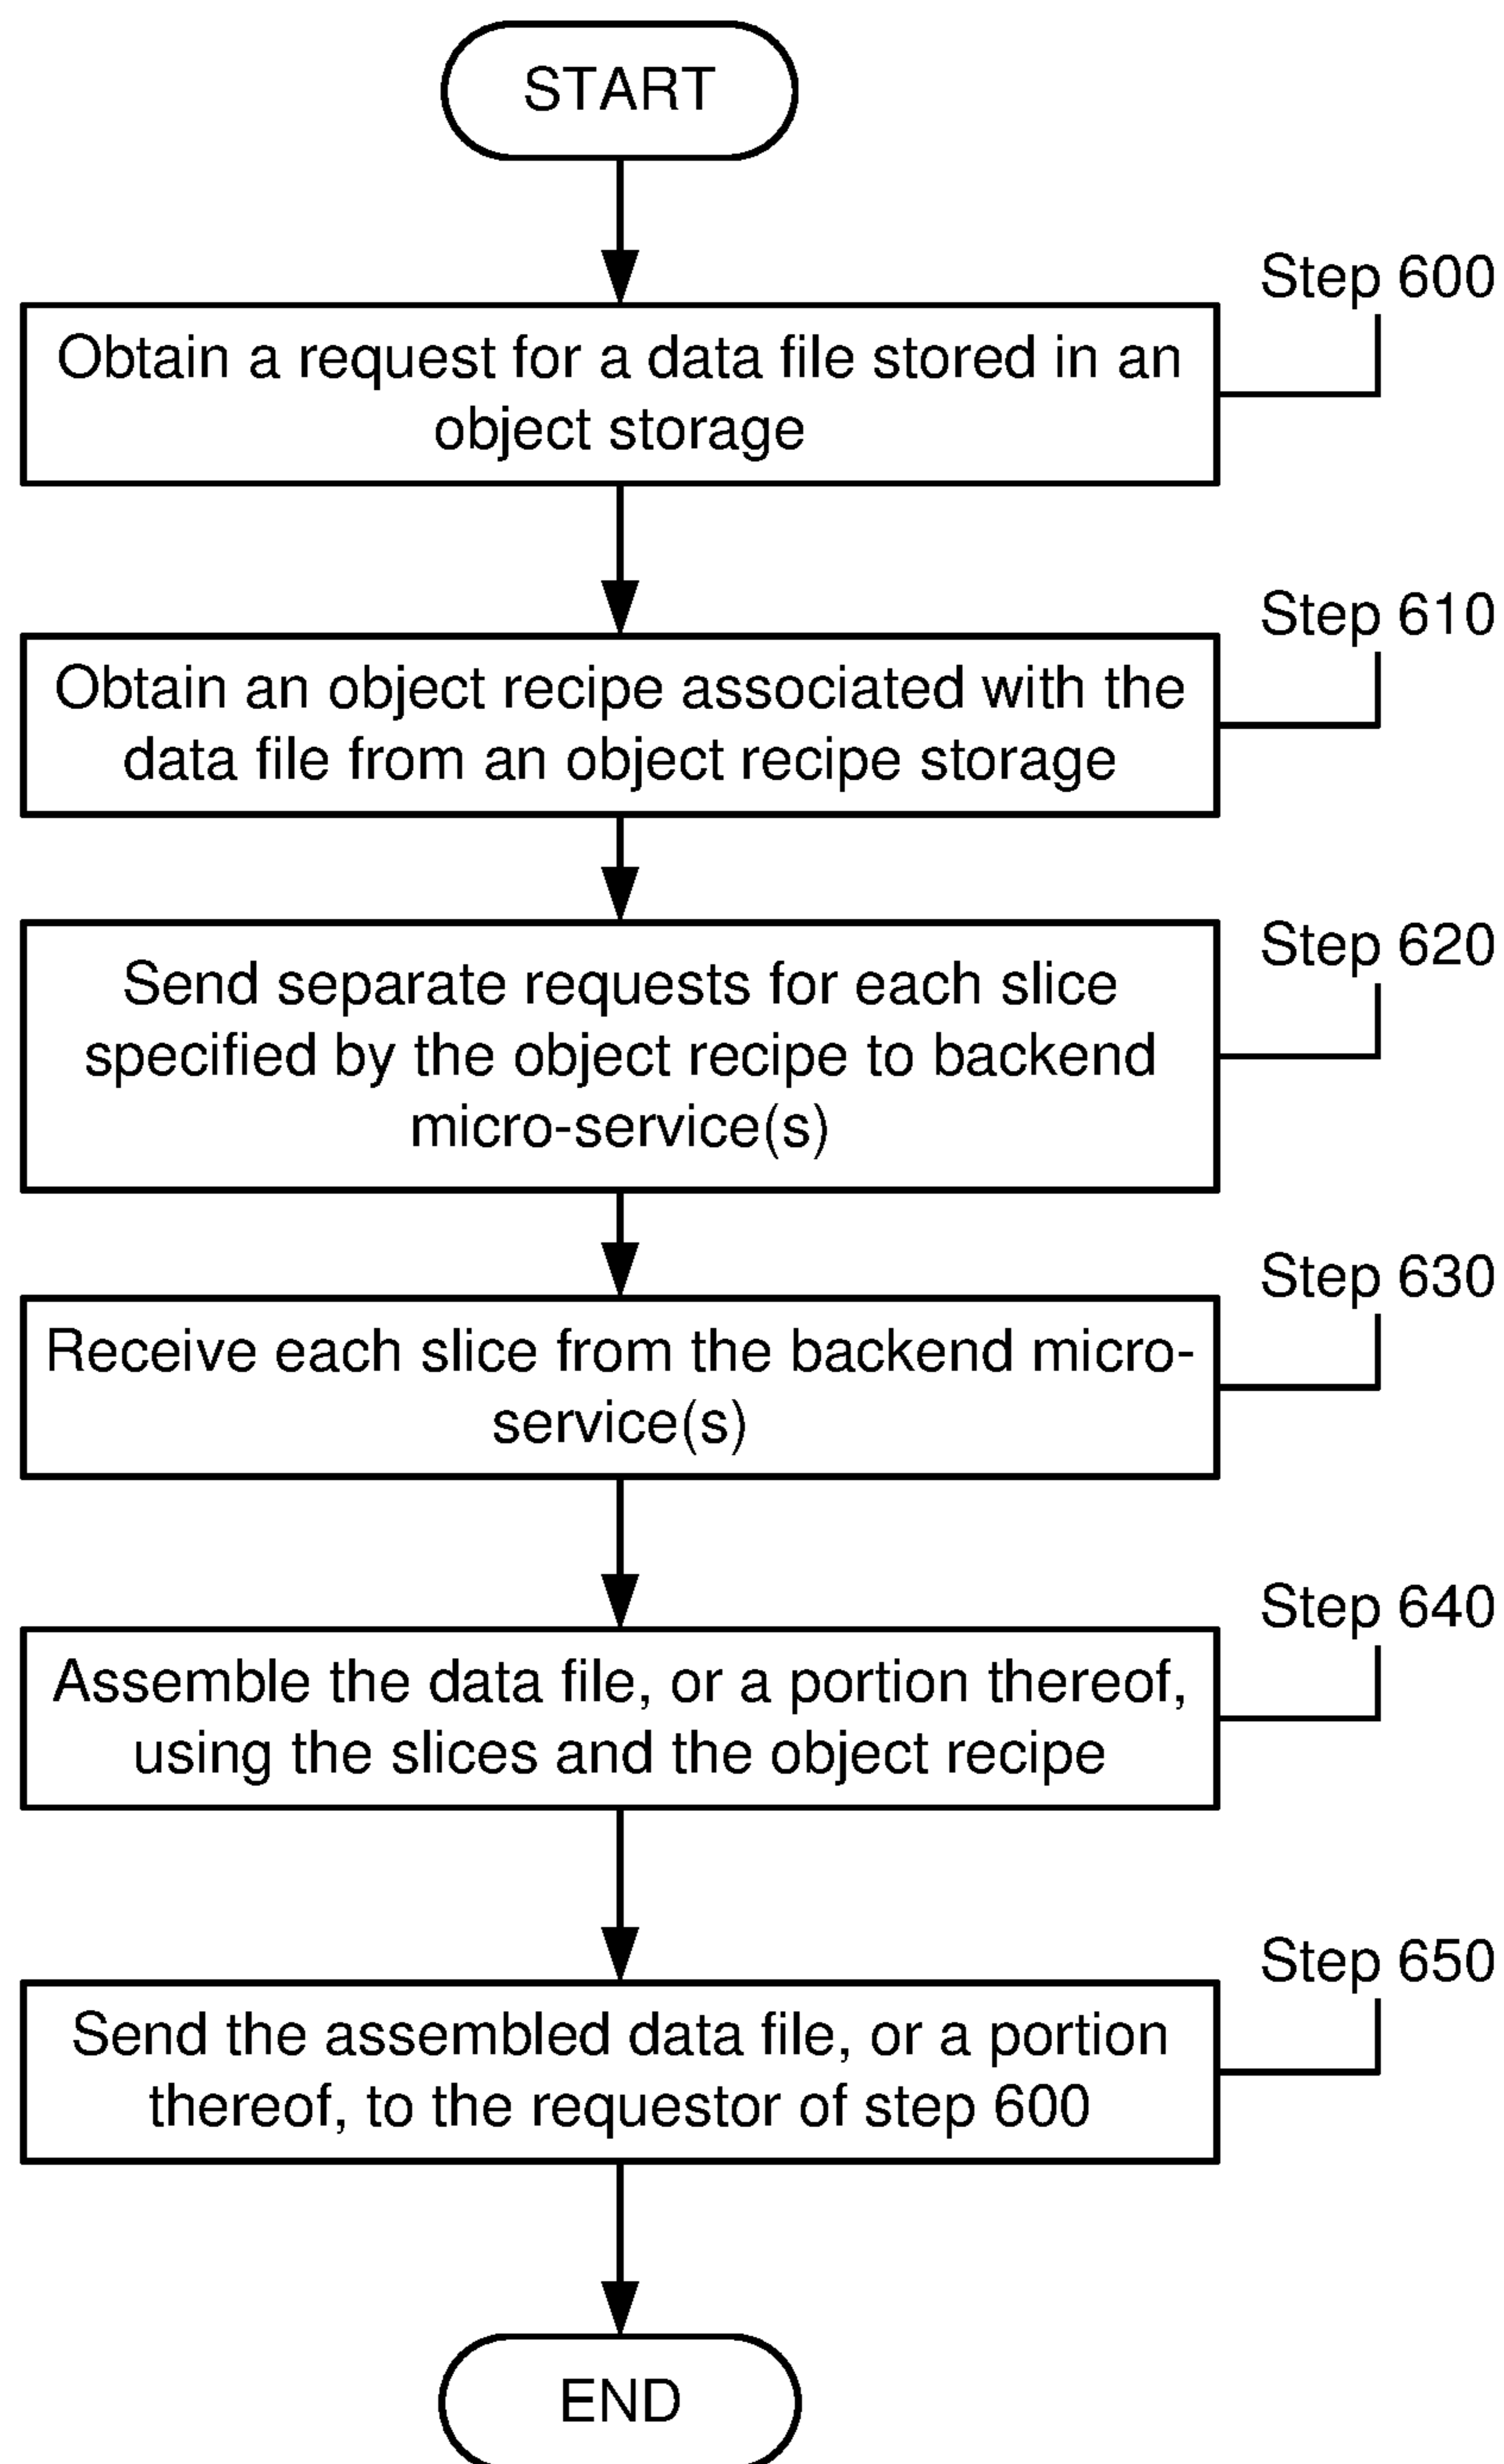 START
Step 600
Obtain a request for a data file stored in an
object storage
Step 610
Obtain an object recipe associated with the
data file from an object recipe storage
Step 620
Send separate requests for each slice
specified by the object recipe to backend
micro-service(s)
Step 630
Receive each slice from the backend micro-
service(s)
Step 640
Assemble the data file, or a portion thereof,
using the slices and the object recipe
Step 650
Send the assembled data file, or a portion
thereof, to the requestor of step 600
END